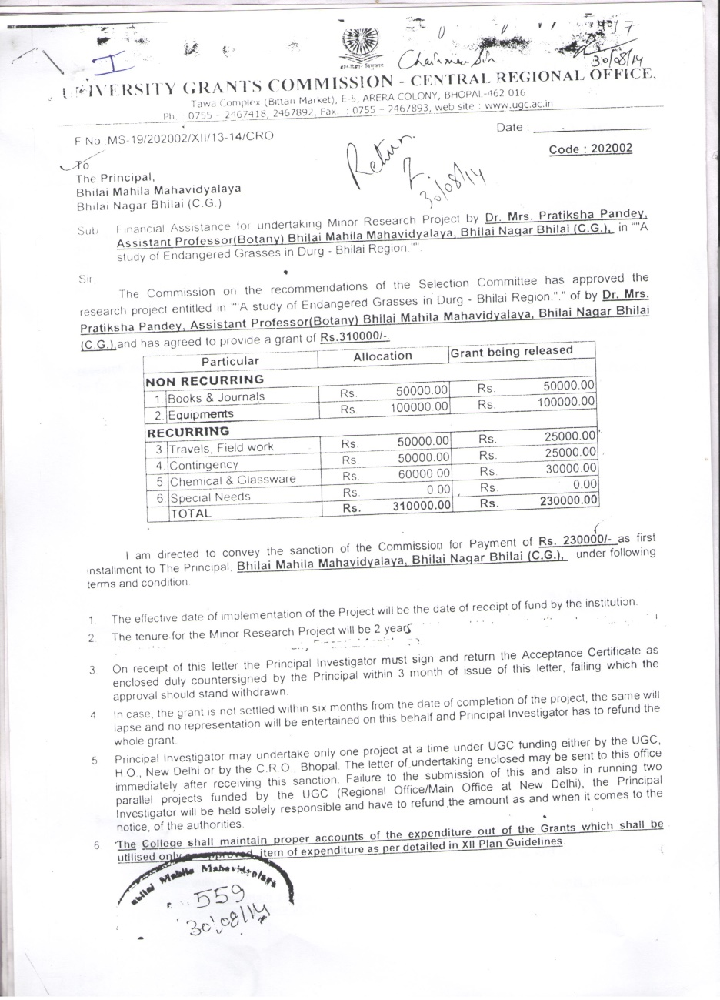 I
Chairman Sir
30/08/14
UNIVERSITY GRANTS COMMISSION - CENTRAL REGIONAL OFFICE,
Tawa Complex (Bittan Market), E-5, ARERA COLONY, BHOPAL-462 016
Ph. : 0755 - 2467418, 2467892, Fax. : 0755 - 2467893, web site : www.ugc.ac.in
F No :MS-19/202002/XII/13-14/CRO
Date :
Code : 202002
Return
30/08/14
To
The Principal,
Bhilai Mahila Mahavidyalaya
Bhilai Nagar Bhilai (C.G.)
Sub Financial Assistance for undertaking Minor Research Project by Dr. Mrs. Pratiksha Pandey,
Assistant Professor(Botany) Bhilai Mahila Mahavidyalaya, Bhilai Nagar Bhilai (C.G.), in ""A
study of Endangered Grasses in Durg - Bhilai Region."".
Sir,
The Commission on the recommendations of the Selection Committee has approved the
research project entitled in ""A study of Endangered Grasses in Durg - Bhilai Region."." of by Dr. Mrs.
Pratiksha Pandey, Assistant Professor(Botany) Bhilai Mahila Mahavidyalaya, Bhilai Nagar Bhilai
(C.G.),and has agreed to provide a grant of Rs.310000/-
Particular Allocation Grant being released
NON RECURRING
1. Books & Journals Rs. 50000.00 Rs. 50000.00
2. Equipments Rs. 100000.00 Rs. 100000.00
RECURRING
3. Travels, Field work Rs. 50000.00 Rs. 25000.00
4. Contingency Rs. 50000.00 Rs. 25000.00
5. Chemical & Glassware Rs. 60000.00 Rs. 30000.00
6. Special Needs Rs. 0.00 Rs. 0.00
TOTAL Rs. 310000.00 Rs. 230000.00
I am directed to convey the sanction of the Commission for Payment of Rs. 230000/- as first
installment to The Principal, Bhilai Mahila Mahavidyalaya, Bhilai Nagar Bhilai (C.G.), under following
terms and condition
1 The effective date of implementation of the Project will be the date of receipt of fund by the institution.
2 The tenure for the Minor Research Project will be 2 years
3 On receipt of this letter the Principal Investigator must sign and return the Acceptance Certificate as
enclosed duly countersigned by the Principal within 3 month of issue of this letter, failing which the
approval should stand withdrawn.
4 In case, the grant is not settled within six months from the date of completion of the project, the same will
lapse and no representation will be entertained on this behalf and Principal Investigator has to refund the
whole grant
5 Principal Investigator may undertake only one project at a time under UGC funding either by the UGC,
H.O., New Delhi or by the C.R.O., Bhopal. The letter of undertaking enclosed may be sent to this office
immediately after receiving this sanction. Failure to the submission of this and also in running two
parallel projects funded by the UGC (Regional Office/Main Office at New Delhi), the Principal
Investigator will be held solely responsible and have to refund the amount as and when it comes to the
notice, of the authorities.
6 The College shall maintain proper accounts of the expenditure out of the Grants which shall be
utilised only on approved item of expenditure as per detailed in XII Plan Guidelines.
Bhilai Mahila Mahavidyalaya
559
30/08/14